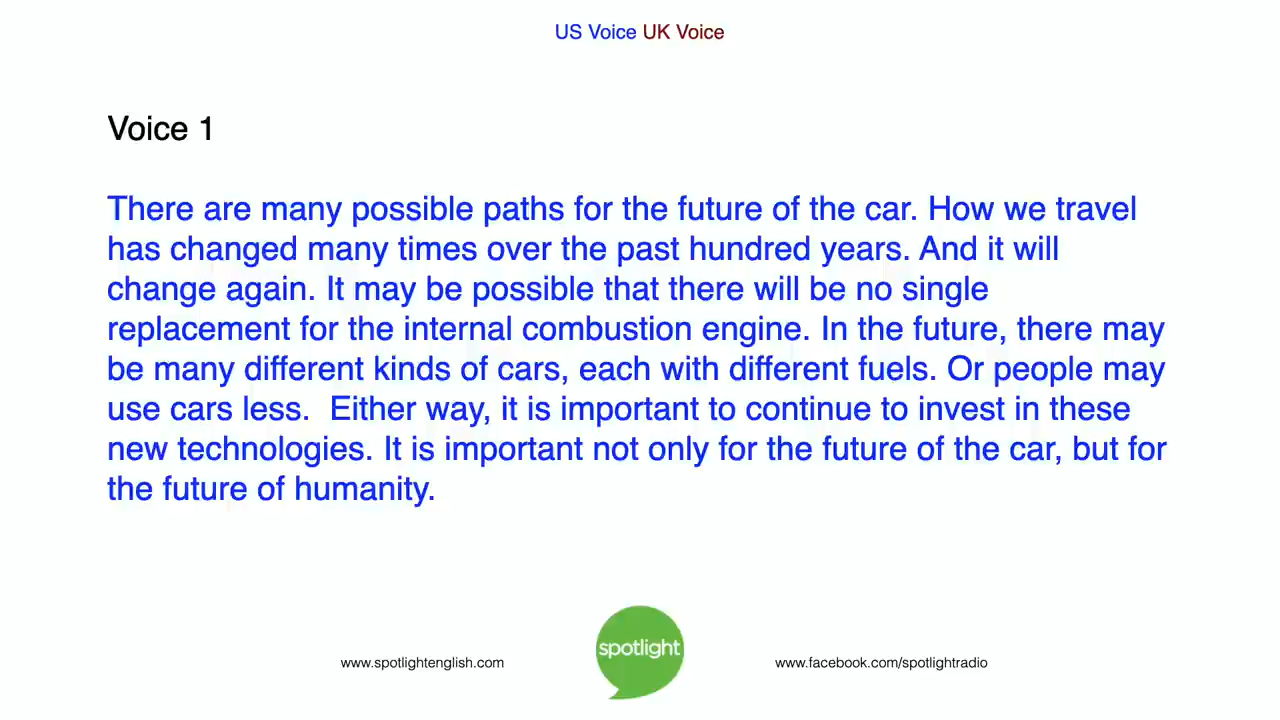 US Voice UK Voice
Voice 1
There are many possible paths for the future of the car. How we travel
has changed many times over the past hundred years. And it will
change again. It may be possible that there will be no single
replacement for the internal combustion engine. In the future, there may
be many different kinds of cars, each with different fuels. Or people may
use cars less.  Either way, it is important to continue to invest in these
new technologies. It is important not only for the future of the car, but for
the future of humanity.
www.spotlightenglish.com
spotlight
www.facebook.com/spotlightradio